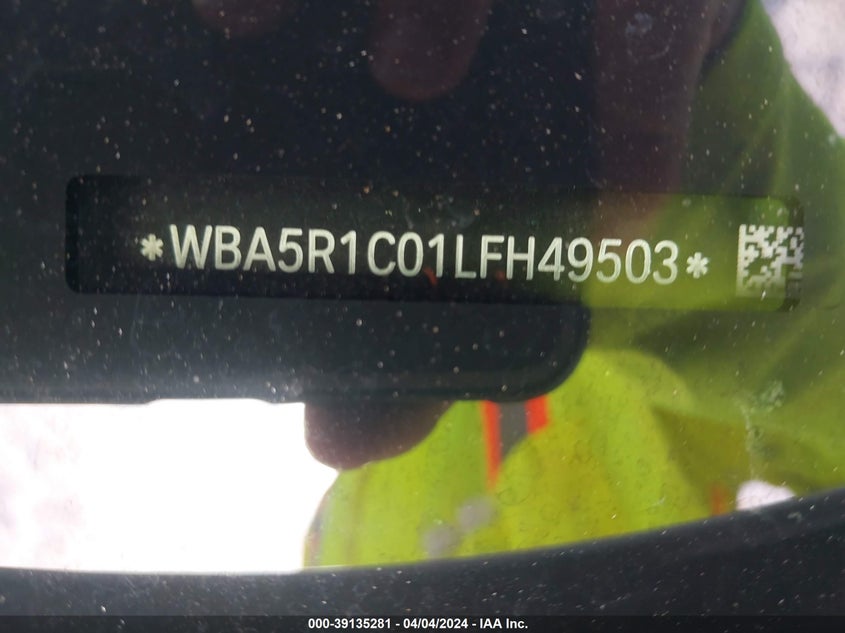 *WBA5R1C01LFH49503*
000-39135281 - 04/04/2024 - IAA Inc.